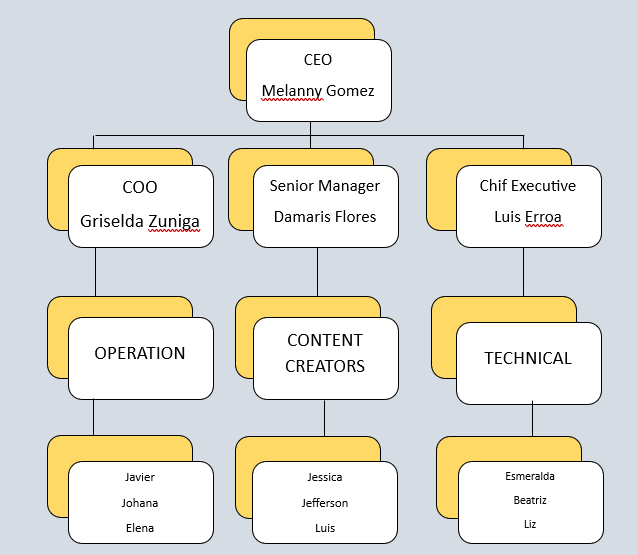 CEO
Melanny Gomez
COO
Griselda Zuniga
Senior Manager
Damaris Flores
Chif Executive
Luis Erroa
OPERATION
CONTENT
CREATORS
TECHNICAL
Javier
Johana
Elena
Jessica
Jefferson
Luis
Esmeralda
Beatriz
Liz